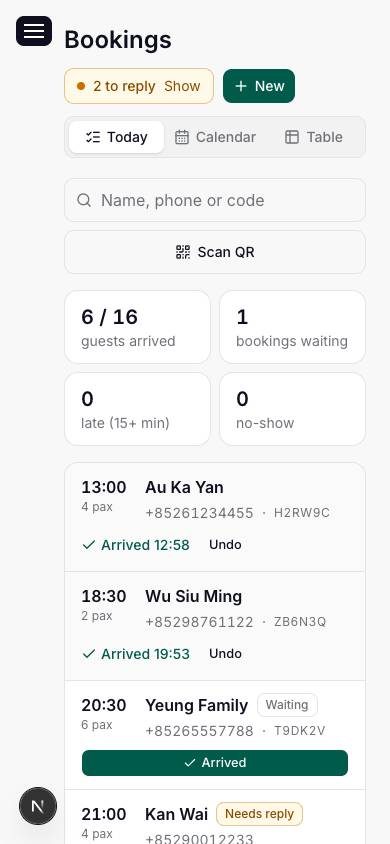 Bookings
2 to reply Show
New
Today Calendar Table
Name, phone or code
Scan QR
6 / 16
guests arrived
1
bookings waiting
0
late (15+ min)
0
no-show
13:00 Au Ka Yan
4 pax +85261234455 · H2RW9C
Arrived 12:58 Undo
18:30 Wu Siu Ming
2 pax +85298761122 · ZB6N3Q
Arrived 19:53 Undo
20:30 Yeung Family Waiting
6 pax +85265557788 · T9DK2V
Arrived
N
21:00 Kan Wai Needs reply
4 pax +85290012233